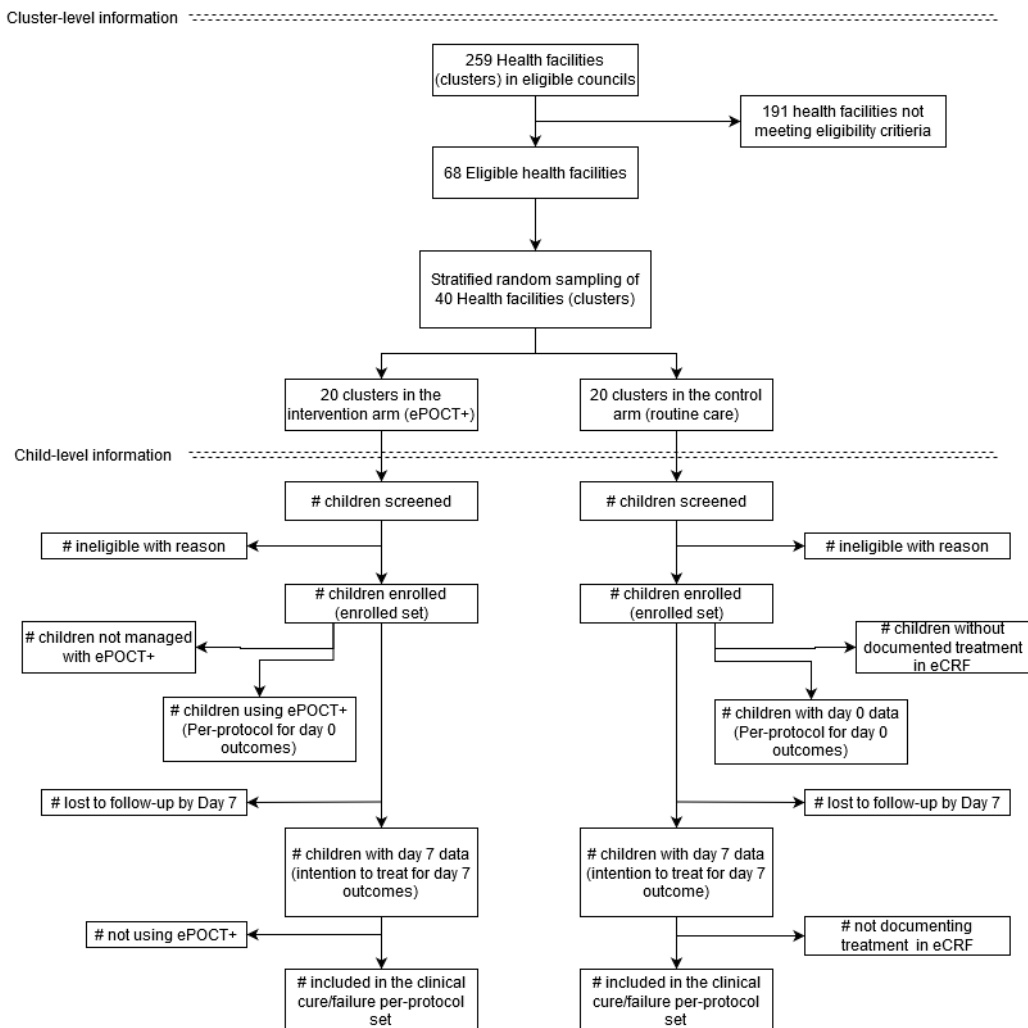 Cluster-level information
259 Health facilities
(clusters) in eligible councils
191 health facilities not
meeting eligibility critieria
68 Eligible health facilities
Stratified random sampling of
40 Health facilities (clusters)
20 clusters in the
intervention arm (ePOCT+)
20 clusters in the control
arm (routine care)
Child-level information
# children screened
# children screened
# ineligible with reason
# ineligible with reason
# children enrolled
(enrolled set)
# children enrolled
(enrolled set)
# children not managed
with ePOCT+
# children without
documented treatment
in eCRF
# children using ePOCT+
(Per-protocol for day 0
outcomes)
# children with day 0 data
(Per-protocol for day 0
outcomes)
# lost to follow-up by Day 7
# lost to follow-up by Day 7
# children with day 7 data
(intention to treat for day 7
outcomes)
# children with day 7 data
(intention to treat for day 7
outcome)
# not using ePOCT+
# not documenting
treatment in eCRF
# included in the clinical
cure/failure per-protocol
set
# included in the clinical
cure/failure per-protocol
set